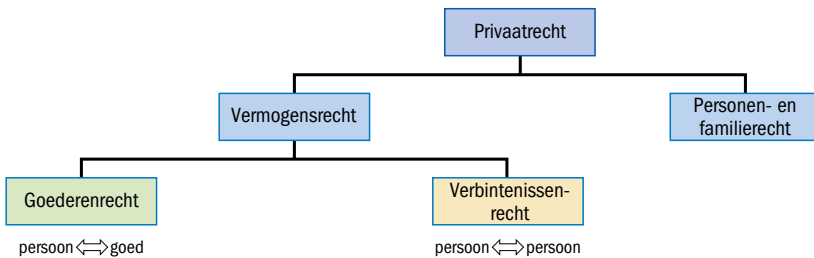 Privaatrecht
Vermogensrecht
Personen- en
familierecht
Goederenrecht
Verbintenissen-
recht
persoon goed
persoon persoon